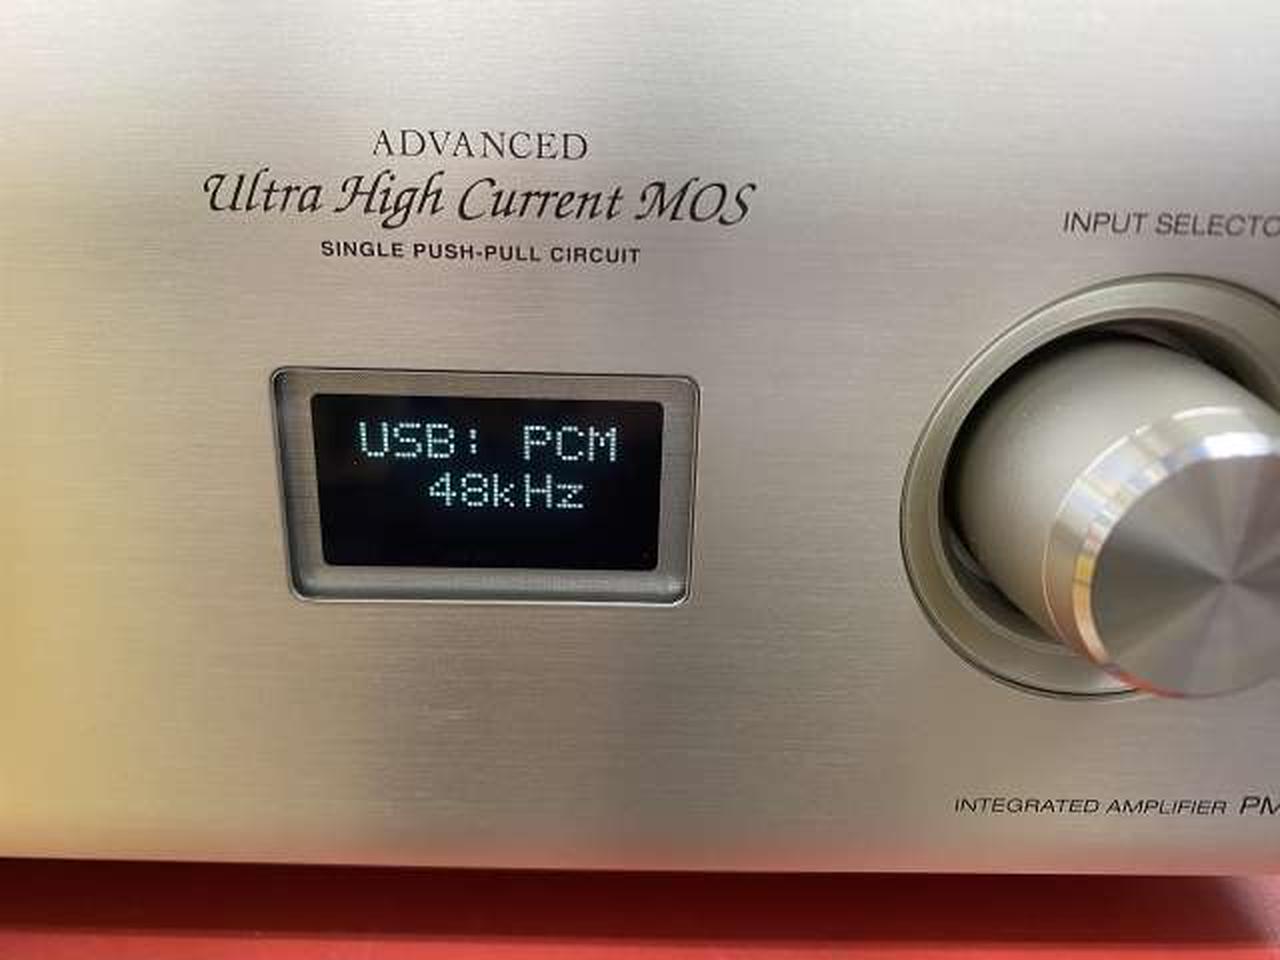 ADVANCED
Ultra High Current MOS
SINGLE PUSH-PULL CIRCUIT
INPUT SELECTO
USB: PCM
48kHz
INTEGRATED AMPLIFIER PM